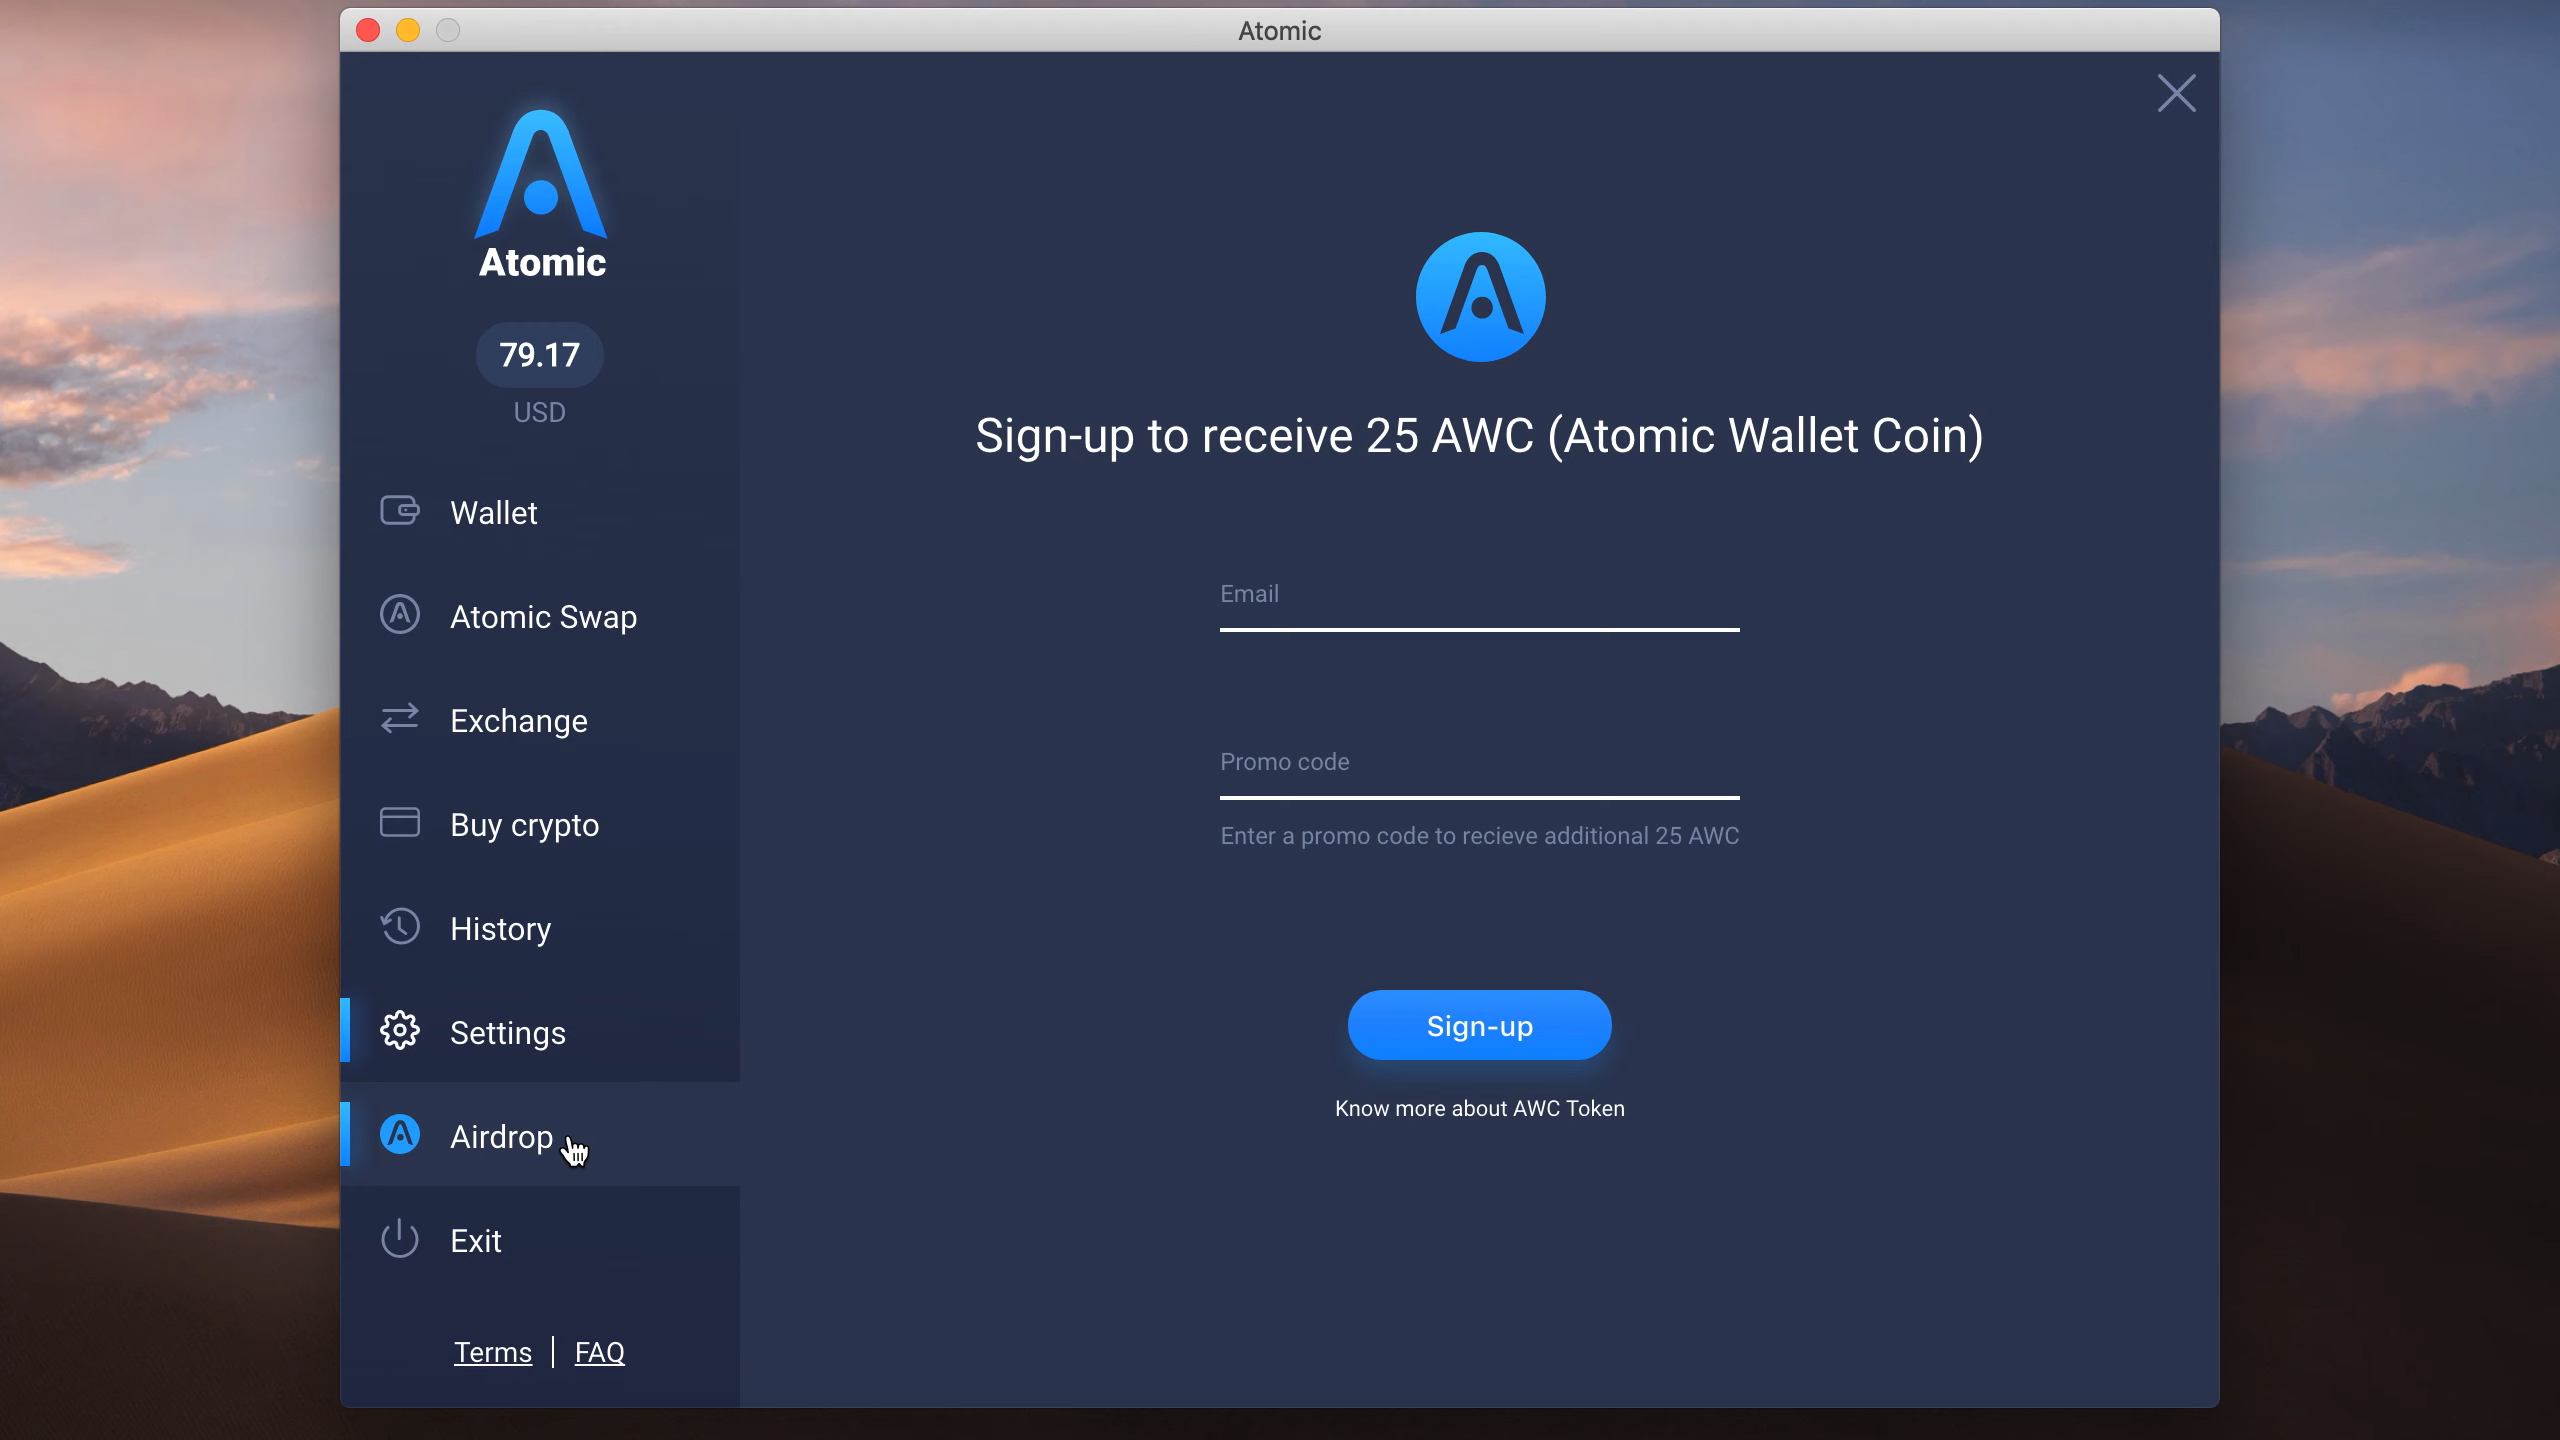 Atomic
Atomic
79.17
USD
Wallet
Atomic Swap
Exchange
Buy crypto
History
Settings
Airdrop
Exit
Terms | FAQ
Sign-up to receive 25 AWC (Atomic Wallet Coin)
Email
Promo code
Enter a promo code to recieve additional 25 AWC
Sign-up
Know more about AWC Token